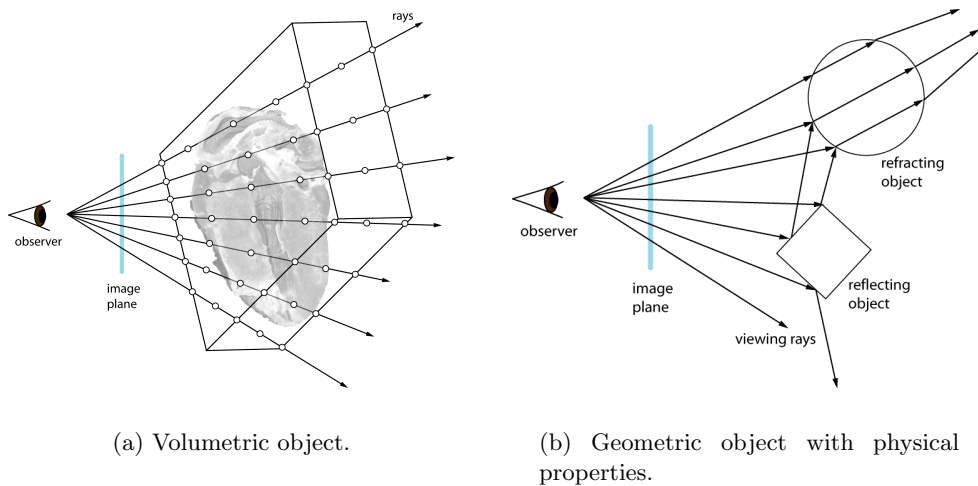 rays
observer
image
plane
(a) Volumetric object.
refracting
object
observer
image
plane
reflecting
object
viewing rays
(b) Geometric object with physical
properties.